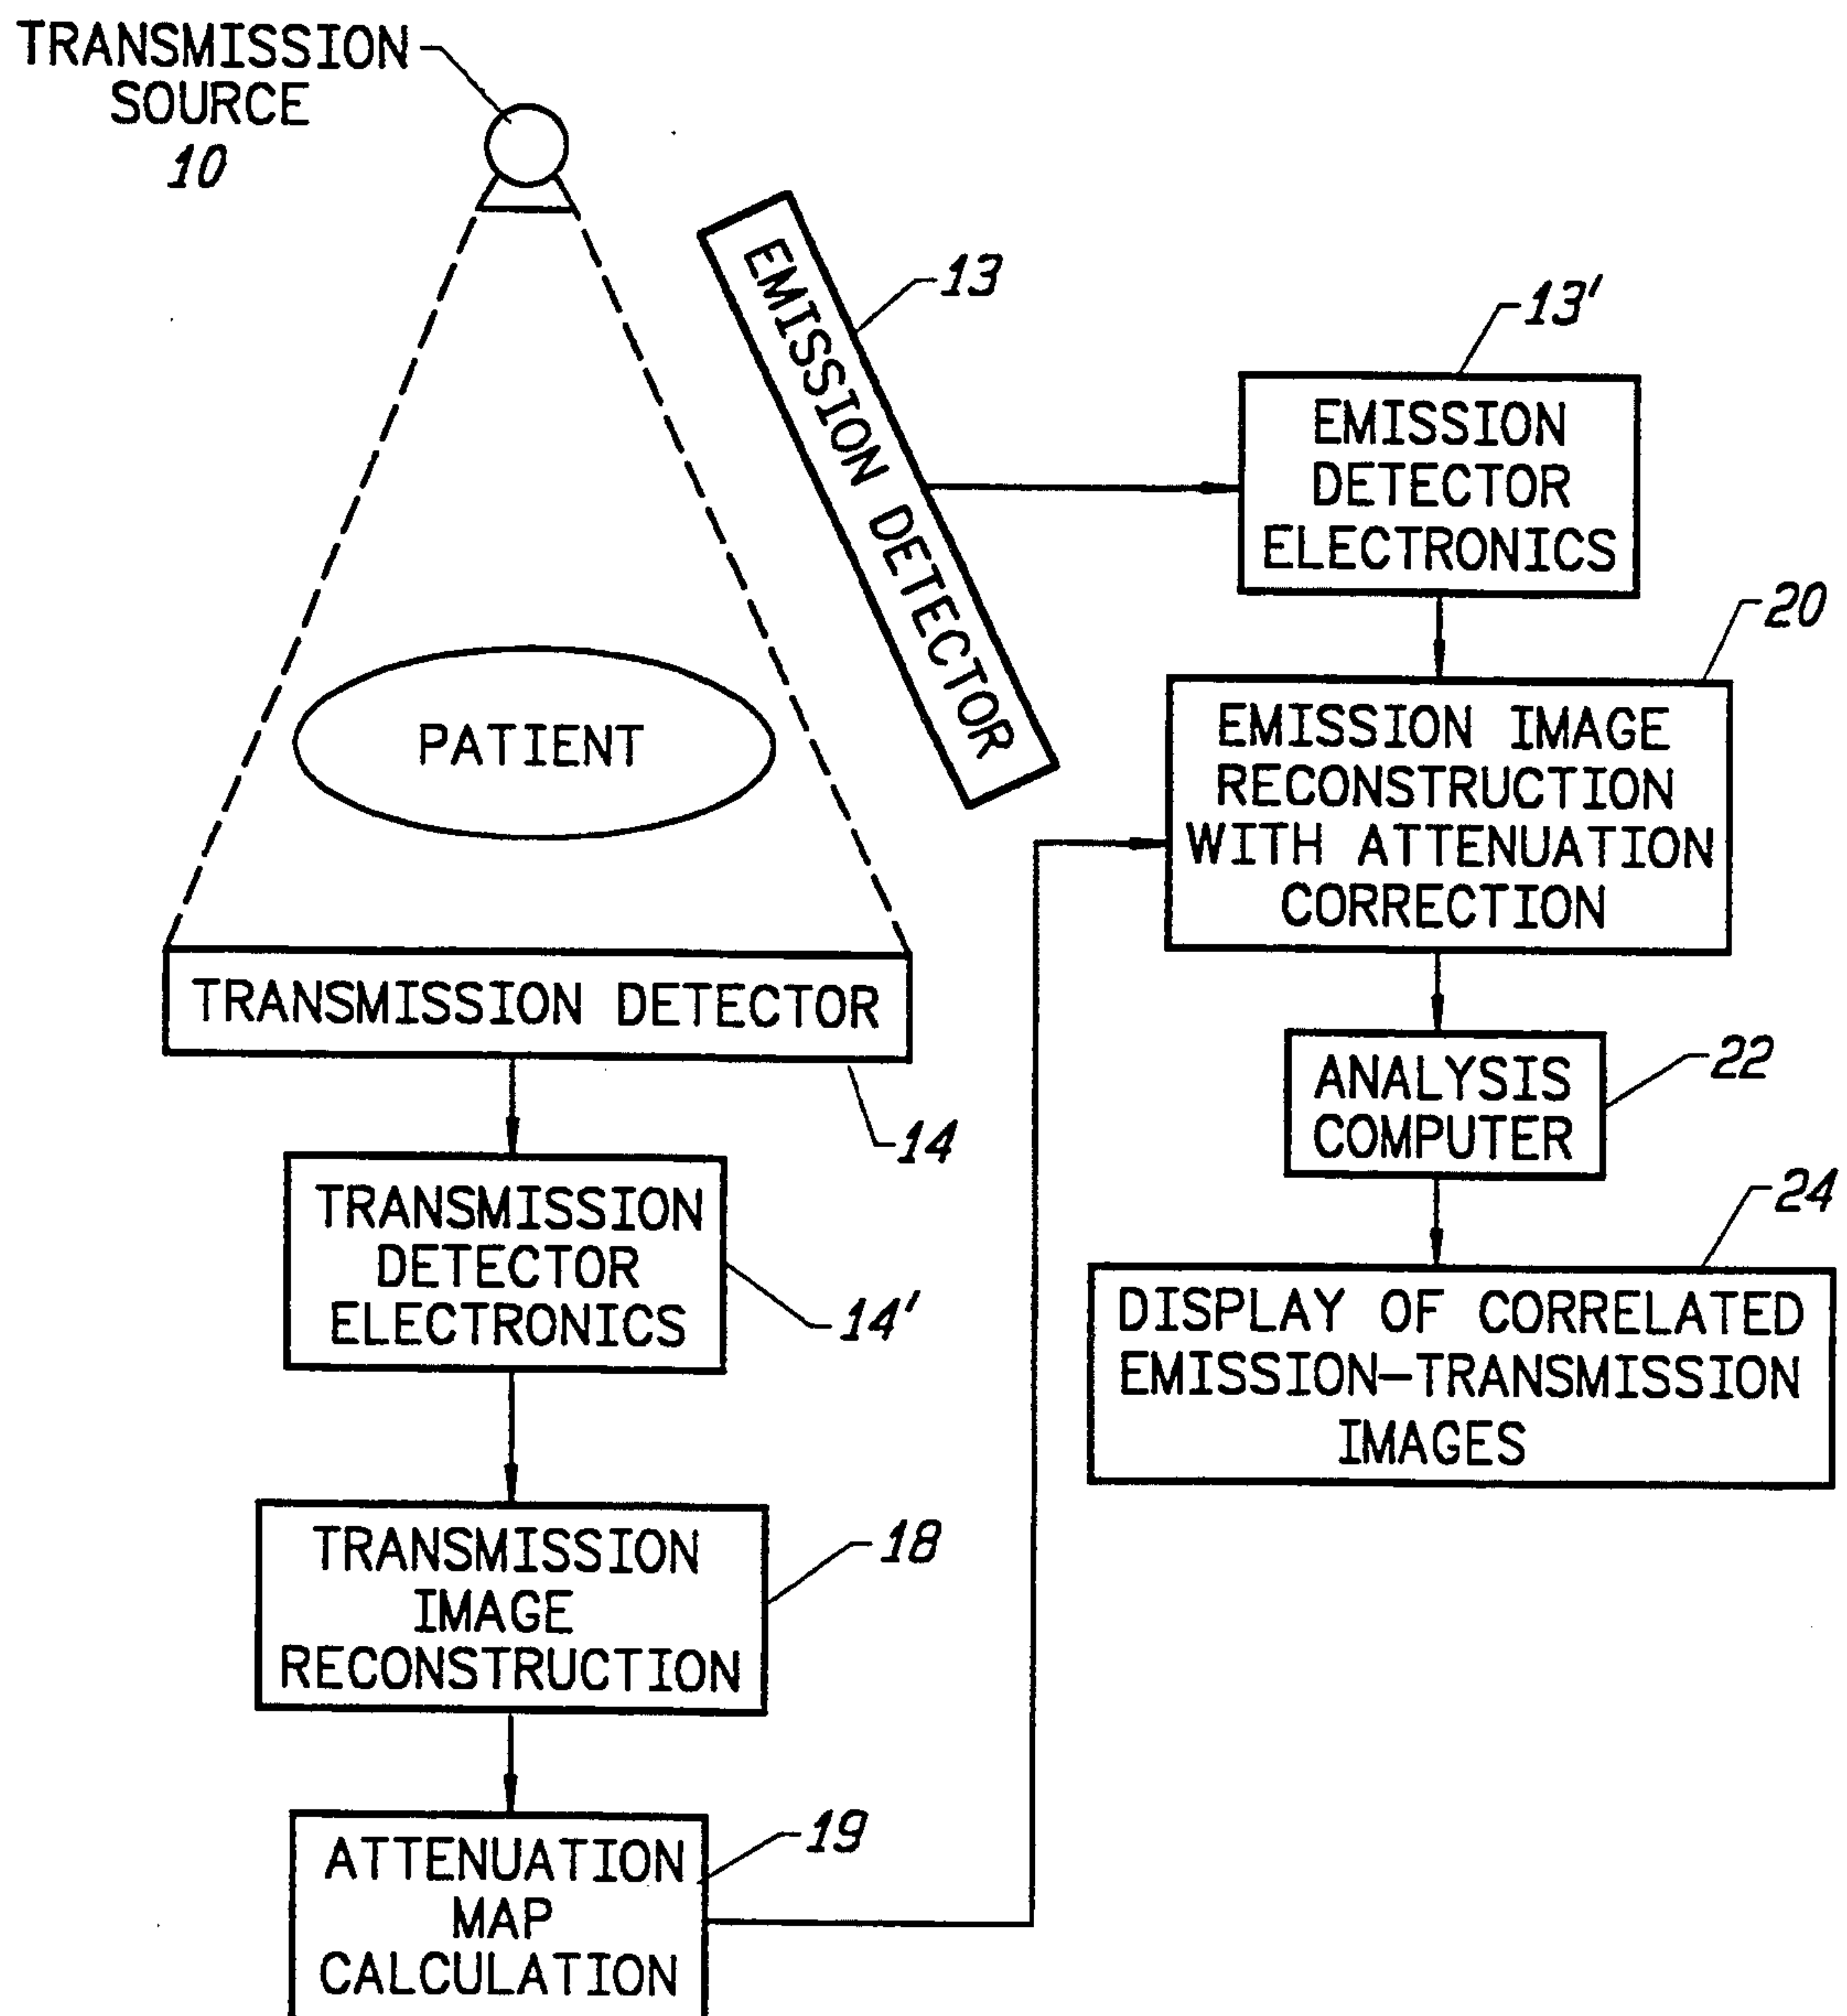 TRANSMISSION
SOURCE
10
EMISSION DETECTOR
13
13'
EMISSION
DETECTOR
ELECTRONICS
20
EMISSION IMAGE
RECONSTRUCTION
WITH ATTENUATION
CORRECTION
PATIENT
TRANSMISSION DETECTOR
14
ANALYSIS
COMPUTER
22
TRANSMISSION
DETECTOR
ELECTRONICS
14'
24
DISPLAY OF CORRELATED
EMISSION-TRANSMISSION
IMAGES
TRANSMISSION
IMAGE
RECONSTRUCTION
18
ATTENUATION
MAP
CALCULATION
19